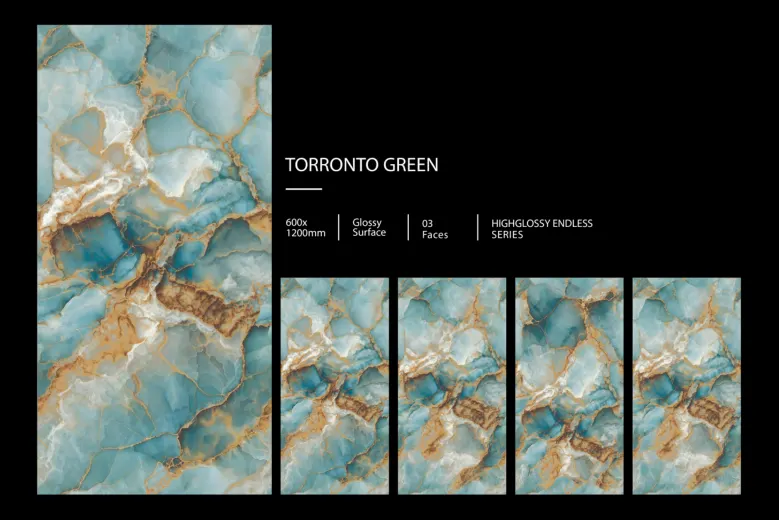 TORRONTO GREEN
600x
1200mm
Glossy
Surface
03
Faces
HIGHGLOSSY ENDLESS
SERIES